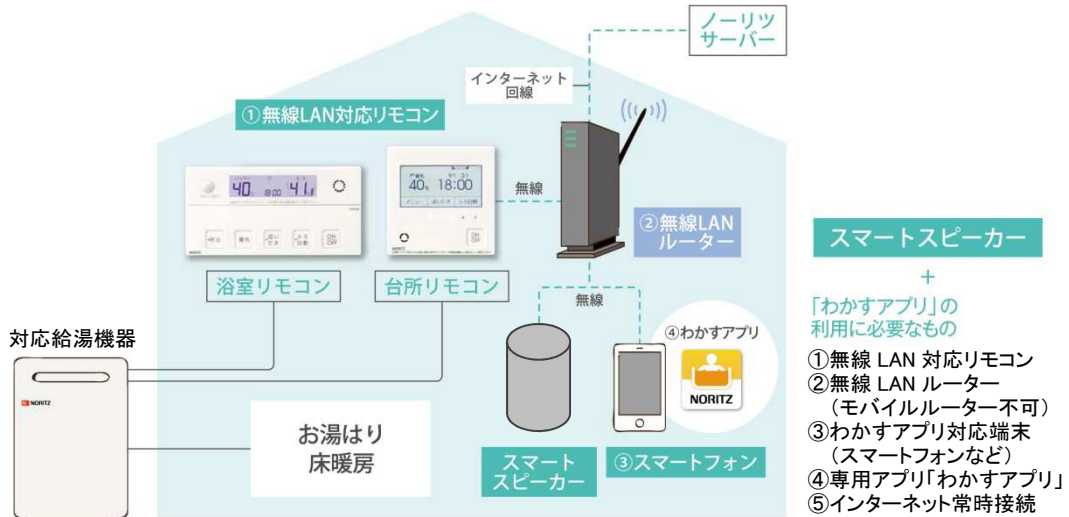 ノーリツ
サーバー
インターネット
回線
①無線LAN対応リモコン
40 18:00 41
40 18:00
無線
②無線LAN
ルーター
浴室リモコン
台所リモコン
無線
④わかすアプリ
NORITZ
対応給湯機器
NORITZ
お湯はり
床暖房
スマート
スピーカー
③スマートフォン
スマートスピーカー
+
「わかすアプリ」の
利用に必要なもの
①無線 LAN 対応リモコン
②無線 LAN ルーター
(モバイルルーター不可)
③わかすアプリ対応端末
(スマートフォンなど)
④専用アプリ「わかすアプリ」
⑤インターネット常時接続